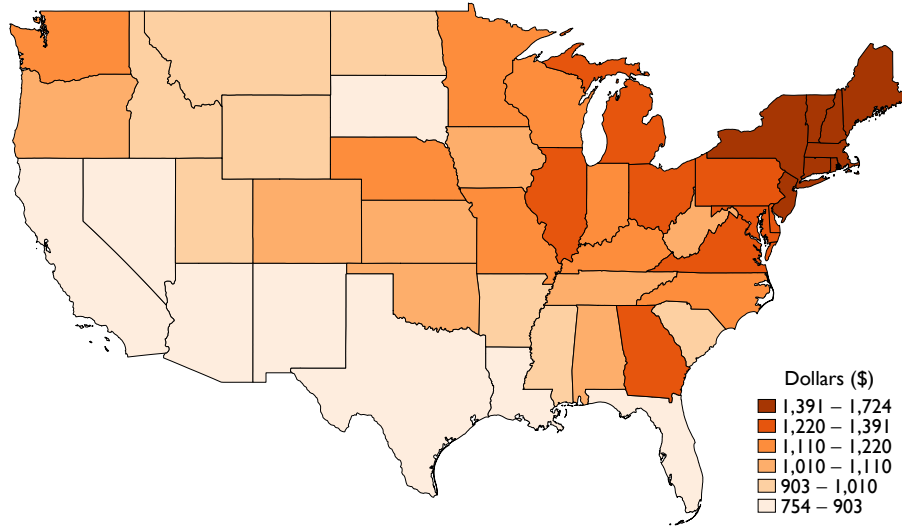 Dollars ($)
1,391 – 1,724
1,220 – 1,391
1,110 – 1,220
1,010 – 1,110
903 – 1,010
754 – 903